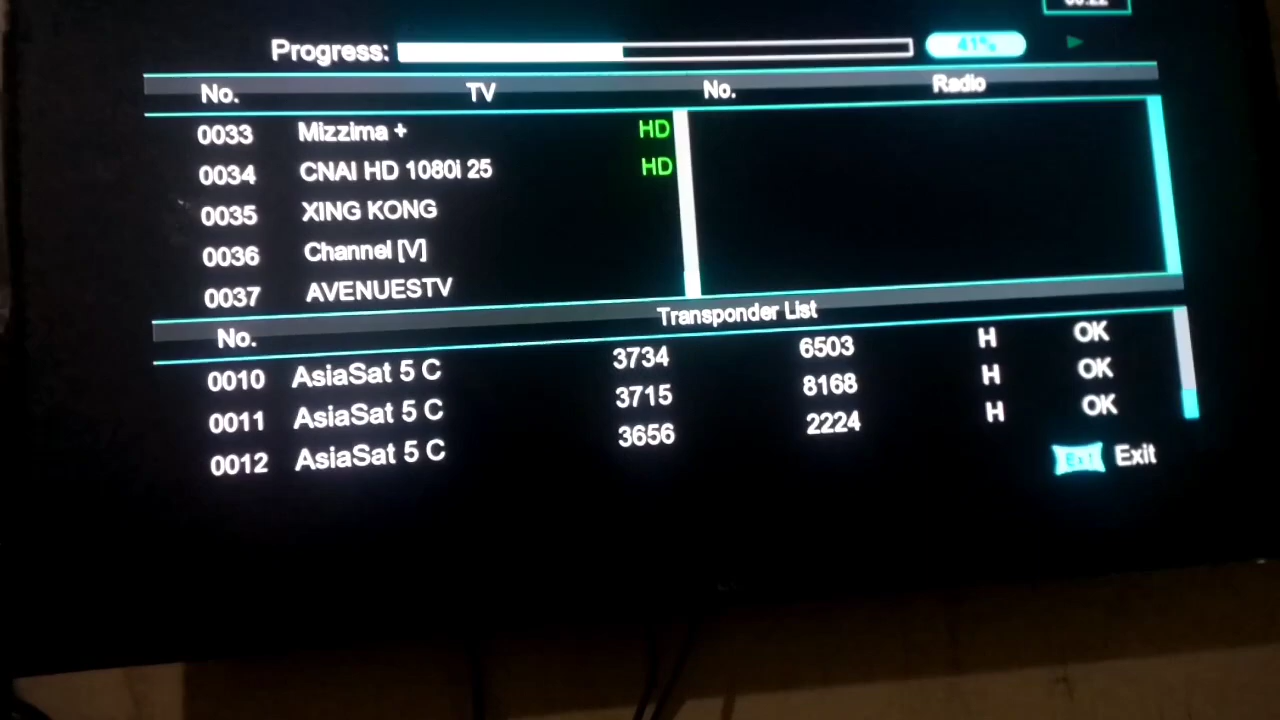 Progress: 41%
No. TV No. Radio
0033 Mizzima + HD
0034 CNAI HD 1080i 25 HD
0035 XING KONG
0036 Channel [V]
0037 AVENUESTV
No. Transponder List
0010 AsiaSat 5 C 3734 6503 H OK
0011 AsiaSat 5 C 3715 8168 H OK
0012 AsiaSat 5 C 3656 2224 H OK
Exit